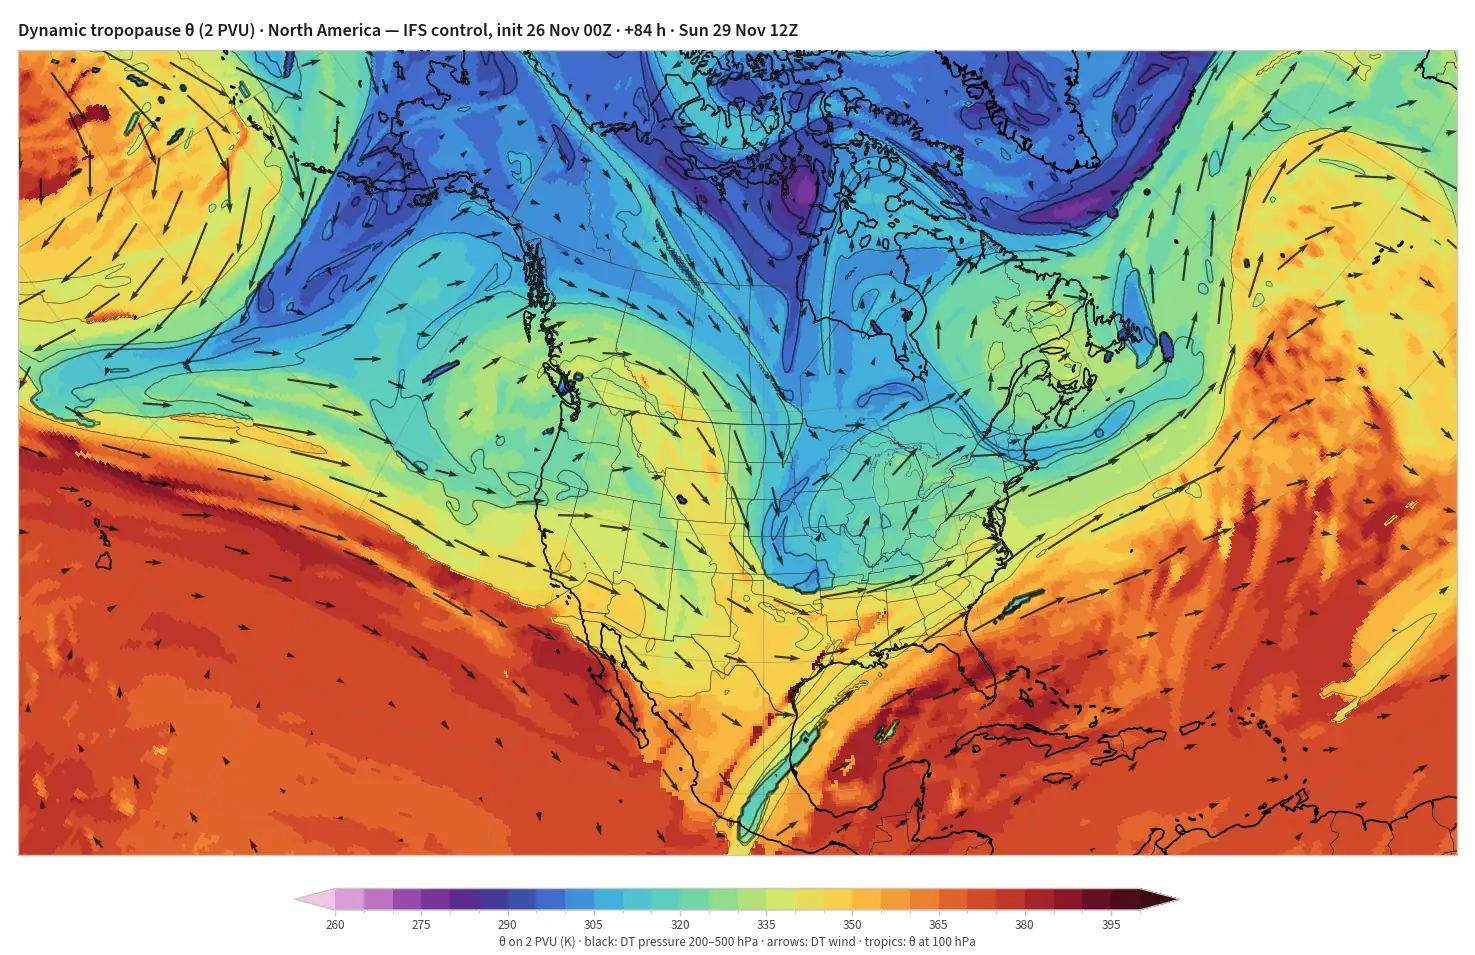 Dynamic tropopause θ (2 PVU) · North America — IFS control, init 26 Nov 00Z · +84 h · Sun 29 Nov 12Z
260 275 290 305 320 335 350 365 380 395
θ on 2 PVU (K) · black: DT pressure 200–500 hPa · arrows: DT wind · tropics: θ at 100 hPa